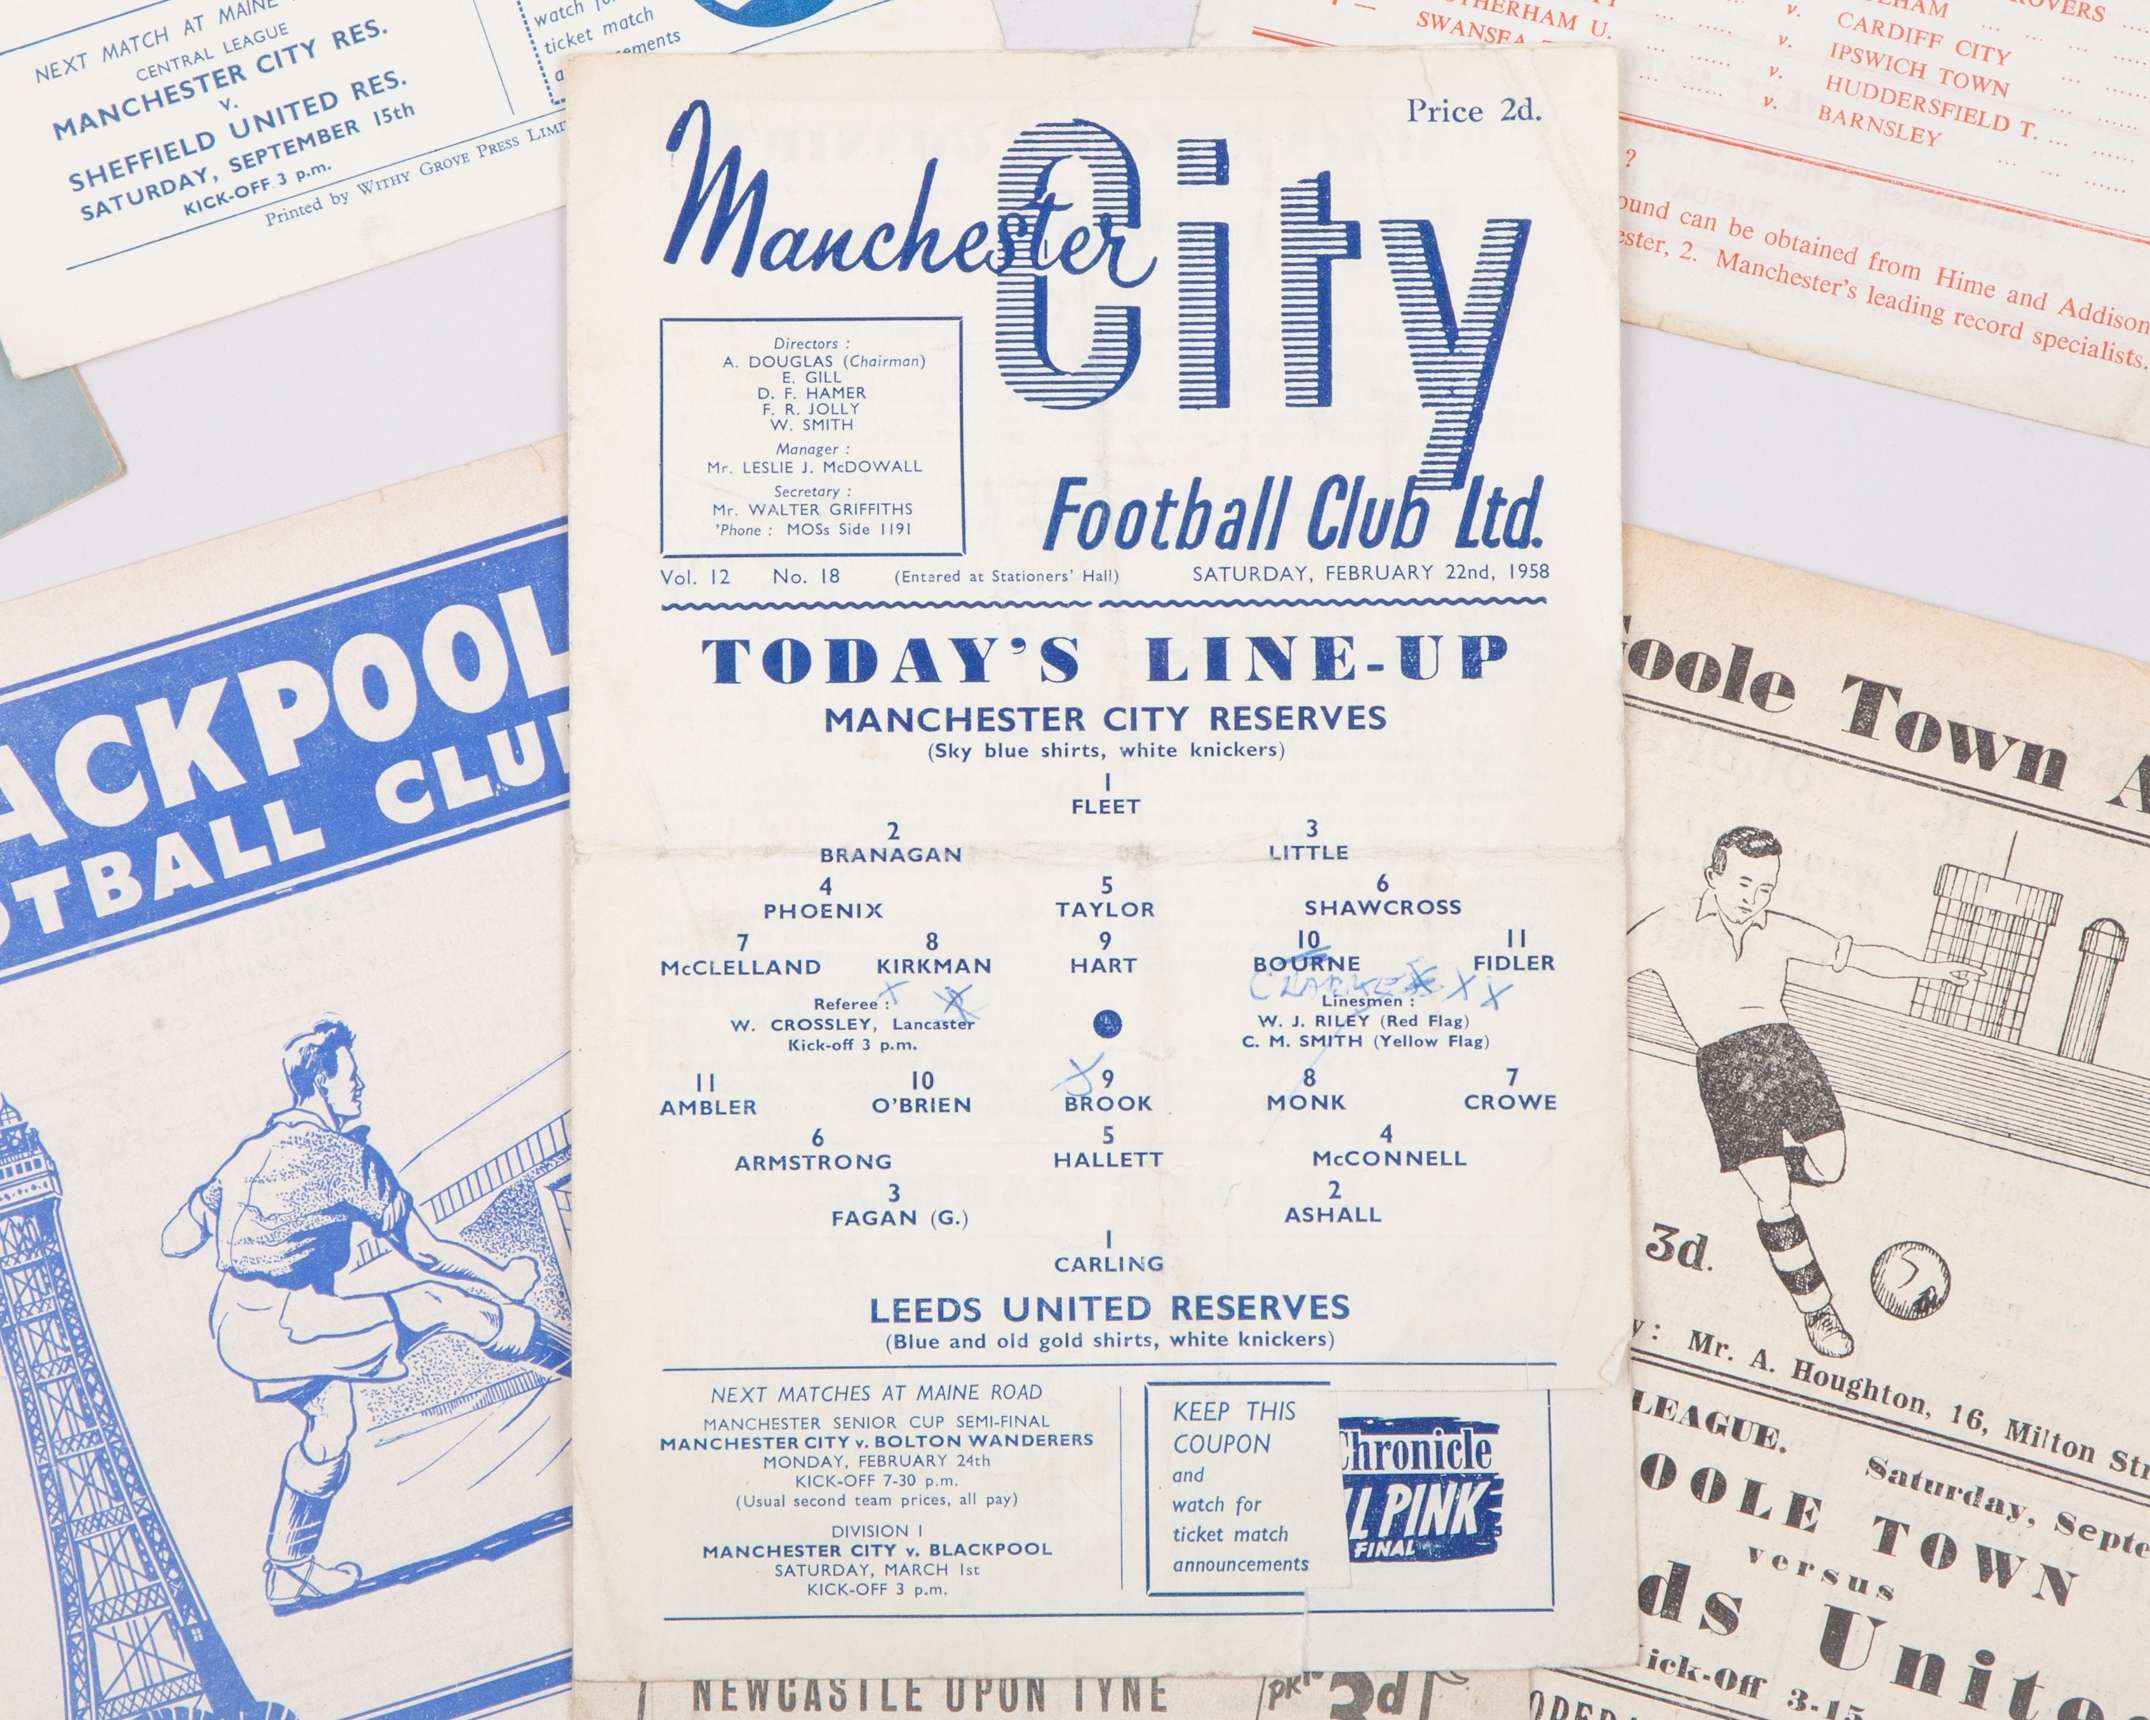 NEXT MATCH AT MAINE
CENTRAL LEAGUE
MANCHESTER CITY RES.
v.
SHEFFIELD UNITED RES.
SATURDAY, SEPTEMBER 15th
KICK-OFF 3 p.m.
Printed by WITHY GROVE PRESS
watch
ticket match
ROVERS
ROTHERHAM U. ... v. CARDIFF CITY
SWANSEA
v. IPSWICH TOWN
v. HUDDERSFIELD T.
v. BARNSLEY
?
can be obtained from Hime and Addison
2. Manchester's leading record specialists.
Price 2d.
Manchester City
Football Club Ltd.
Directors :
A. DOUGLAS (Chairman)
E. GILL
D. F. HAMER
F. R. JOLLY
W. SMITH
Manager :
Mr. LESLIE J. McDOWALL
Secretary :
Mr. WALTER GRIFFITHS
'Phone : MOSs Side 1191
Vol. 12 No. 18 (Entered at Stationers' Hall) SATURDAY, FEBRUARY 22nd, 1958
TODAY'S LINE-UP
MANCHESTER CITY RESERVES
(Sky blue shirts, white knickers)
1
FLEET
2 3
BRANAGAN LITTLE
4 5 6
PHOENIX TAYLOR SHAWCROSS
7 8 9 10 11
McCLELLAND KIRKMAN HART BOURNE FIDLER
Referee : Linesmen :
W. CROSSLEY, Lancaster W. J. RILEY (Red Flag)
Kick-off 3 p.m. C. M. SMITH (Yellow Flag)
11 10 9 8 7
AMBLER O'BRIEN BROOK MONK CROWE
6 5 4
ARMSTRONG HALLETT McCONNELL
3 2
FAGAN (G.) ASHALL
1
CARLING
LEEDS UNITED RESERVES
(Blue and old gold shirts, white knickers)
NEXT MATCHES AT MAINE ROAD
MANCHESTER SENIOR CUP SEMI-FINAL
MANCHESTER CITY v. BOLTON WANDERERS
MONDAY, FEBRUARY 24th
KICK-OFF 7-30 p.m.
(Usual second team prices, all pay)
DIVISION I
MANCHESTER CITY v. BLACKPOOL
SATURDAY, MARCH 1st
KICK-OFF 3 p.m.
KEEP THIS
COUPON
and
watch for
ticket match
announcements
Chronicle
PINK
FINAL
ACKPOOL
OTBALL CLU
oole Town A
3d.
Mr. A. Houghton, 16, Milton
LEAGUE.
Saturday,
OOLE TOWN
versus
ds Unite
ick-Off 3-15
NEWCASTLE UPON TYNE
3d